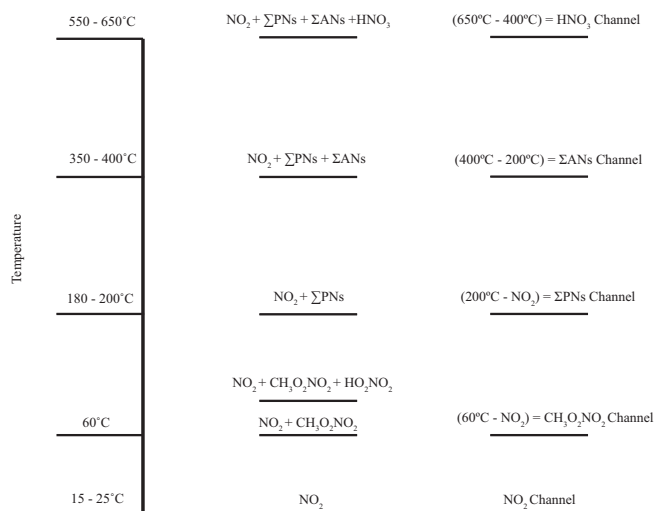 550 - 650˚C NO₂ + ∑PNs + ΣANs +HNO₃ (650ºC - 400ºC) = HNO₃ Channel
350 - 400˚C NO₂ + ∑PNs + ΣANs (400ºC - 200ºC) = ΣANs Channel
Temperature
180 - 200˚C NO₂ + ∑PNs (200ºC - NO₂) = ΣPNs Channel
NO₂ + CH₃O₂NO₂ + HO₂NO₂
60˚C NO₂ + CH₃O₂NO₂ (60ºC - NO₂) = CH₃O₂NO₂ Channel
15 - 25˚C NO₂ NO₂ Channel